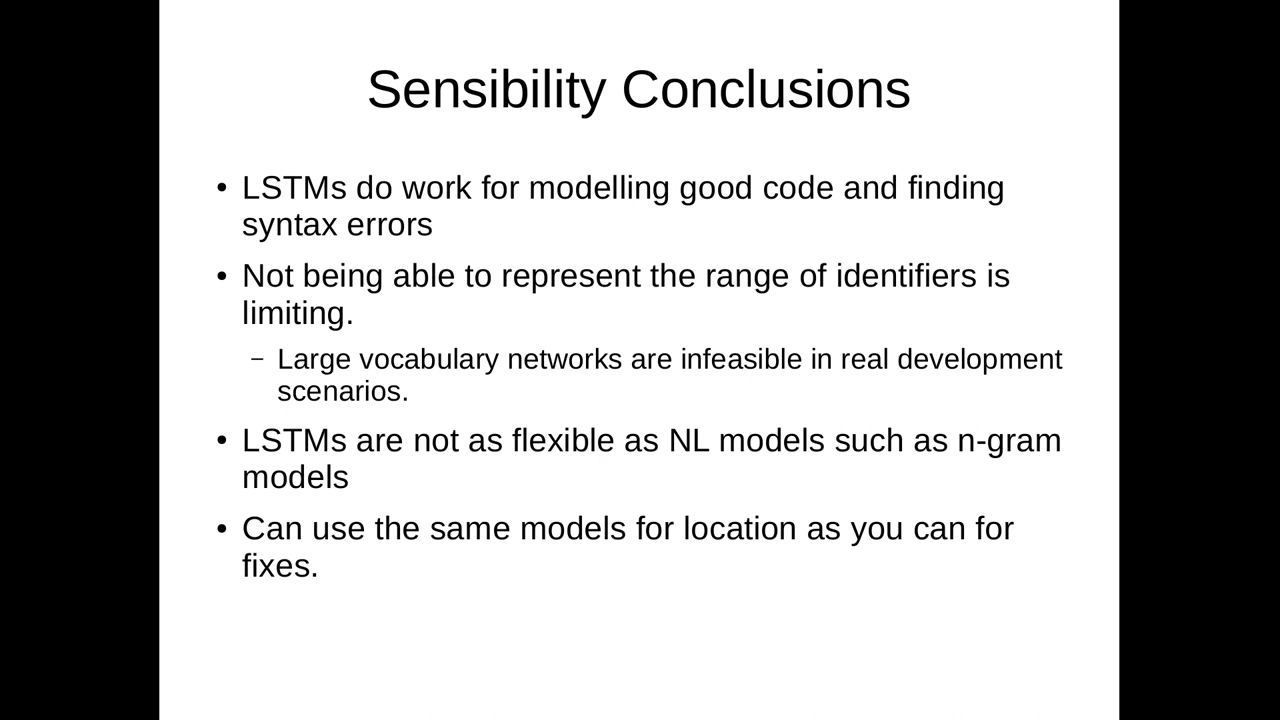 Sensibility Conclusions
• LSTMs do work for modelling good code and finding
syntax errors
• Not being able to represent the range of identifiers is
limiting.
– Large vocabulary networks are infeasible in real development
scenarios.
• LSTMs are not as flexible as NL models such as n-gram
models
• Can use the same models for location as you can for
fixes.